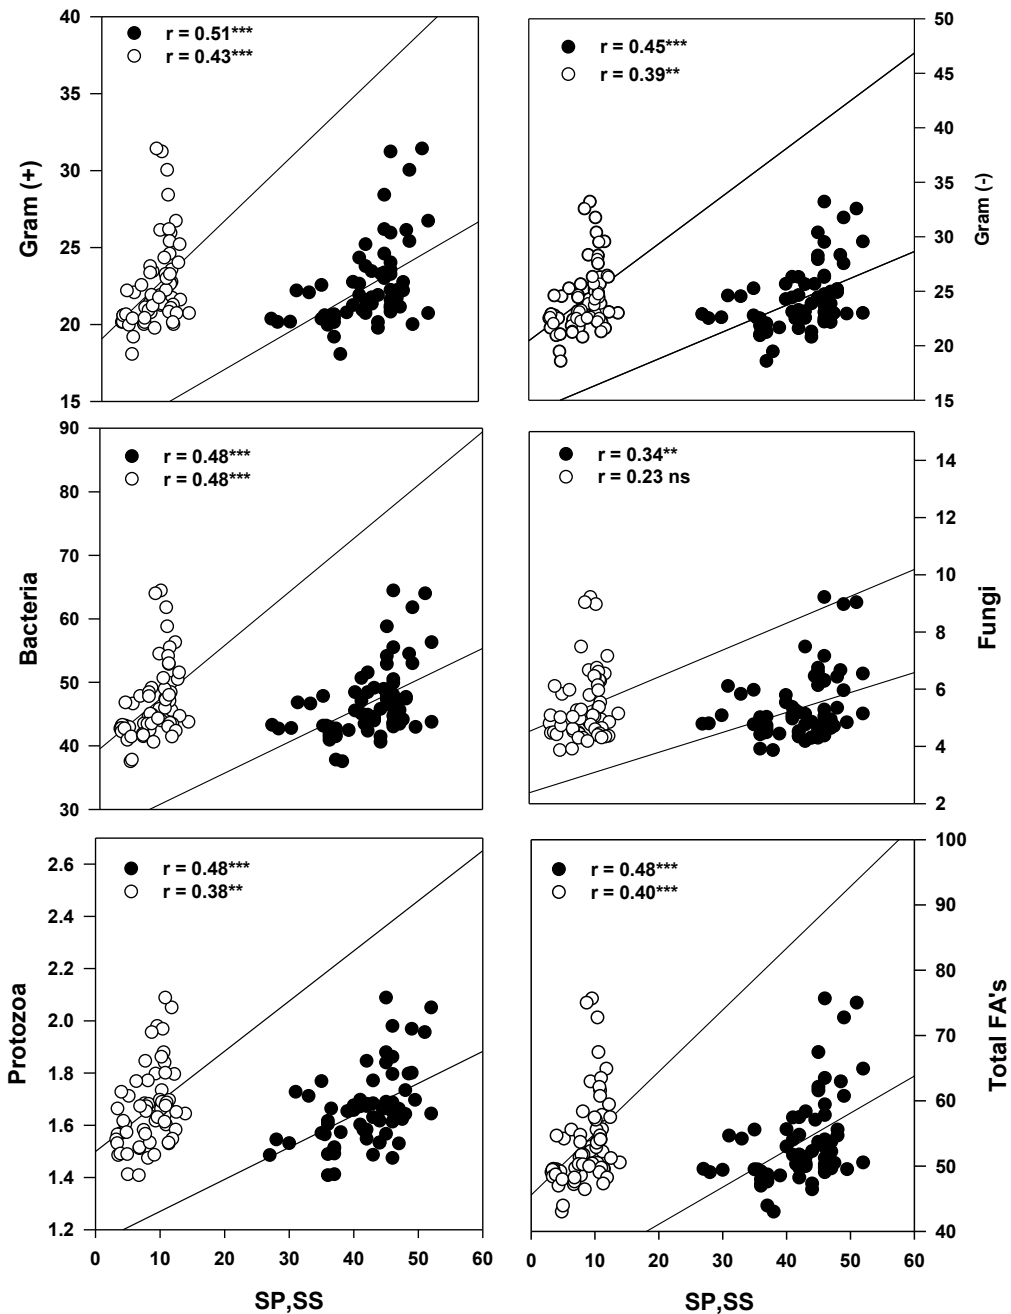 40
35
30
25
20
15
Gram (+)
r = 0.51***
r = 0.43***
r = 0.45***
r = 0.39**
50
45
40
35
30
25
20
15
Gram (-)
90
80
70
60
50
40
30
Bacteria
r = 0.48***
r = 0.48***
r = 0.34**
r = 0.23 ns
14
12
10
8
6
4
2
Fungi
2.6
2.4
2.2
2.0
1.8
1.6
1.4
1.2
Protozoa
r = 0.48***
r = 0.38**
0 10 20 30 40 50 60
SP,SS
r = 0.48***
r = 0.40***
100
90
80
70
60
50
40
Total FA's
0 10 20 30 40 50 60
SP,SS